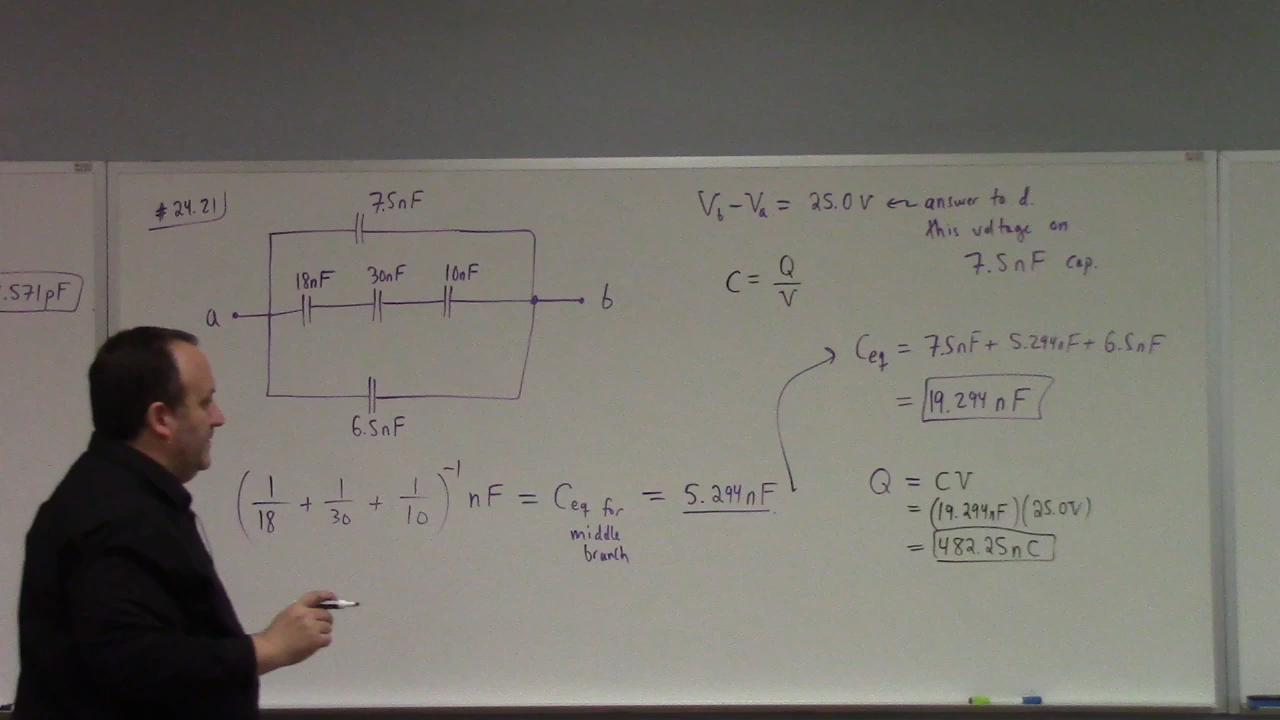 .571pF
# 24.21
7.5nF
18nF 30nF 10nF
a b
6.5nF
(1/18 + 1/30 + 1/10)⁻¹ nF = Ceq for middle branch = 5.294nF
Vb - Va = 25.0V ← answer to d.
this voltage on
7.5nF cap.
C = Q/V
Ceq = 7.5nF + 5.294nF + 6.5nF
= 19.294nF
Q = CV
= (19.294nF)(25.0V)
= 482.25nC